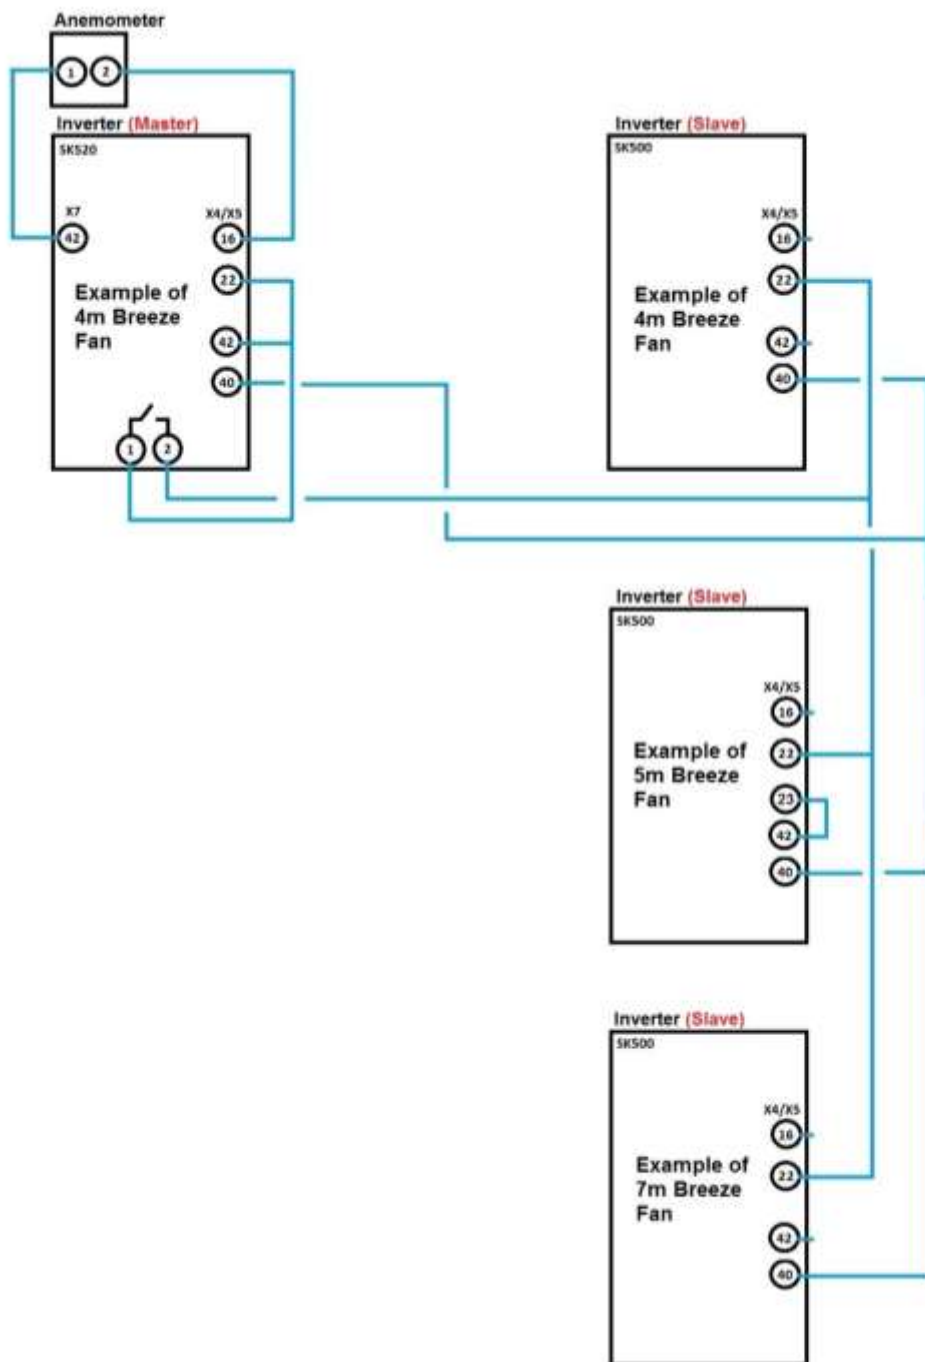 Anemometer
1 2
Inverter (Master)
SK520
X7 X4/X5
42 16
22
Example of
4m Breeze
Fan
42
40
1 2
Inverter (Slave)
SK500
X4/X5
16
22
Example of
4m Breeze
Fan
42
40
Inverter (Slave)
SK500
X4/X5
16
22
Example of
5m Breeze
Fan
23
42
40
Inverter (Slave)
SK500
X4/X5
16
22
Example of
7m Breeze
Fan
42
40